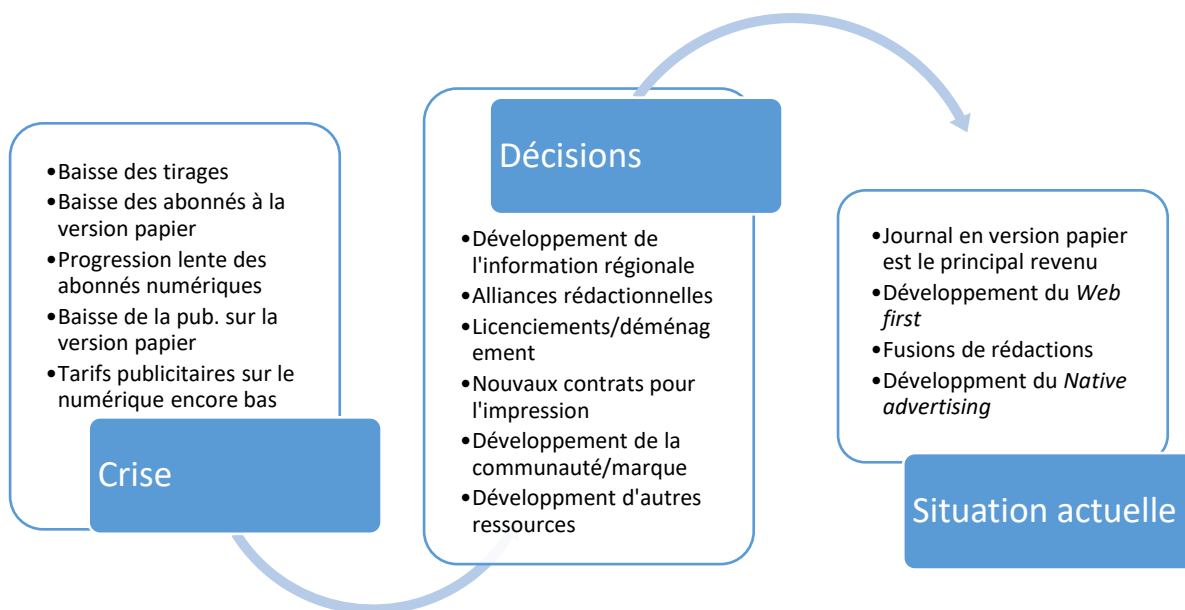 •Baisse des tirages
•Baisse des abonnés à la
version papier
•Progression lente des
abonnés numériques
•Baisse de la pub. sur la
version papier
•Tarifs publicitaires sur le
numérique encore bas
Crise
Décisions
•Développement de
l'information régionale
•Alliances rédactionnelles
•Licenciements/déménag
ement
•Nouvaux contrats pour
l'impression
•Développement de la
communauté/marque
•Développment d'autres
ressources
•Journal en version papier
est le principal revenu
•Développement du Web
first
•Fusions de rédactions
•Développment du Native
advertising
Situation actuelle